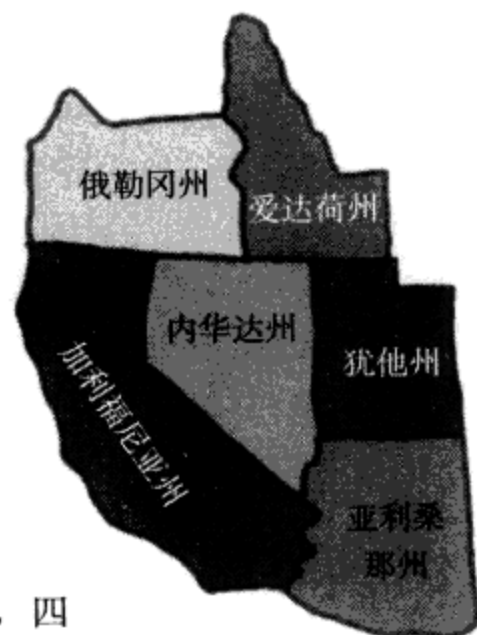 俄勒冈州
爱达荷州
内华达州
犹他州
加利福尼亚州
亚利桑
那州
，四